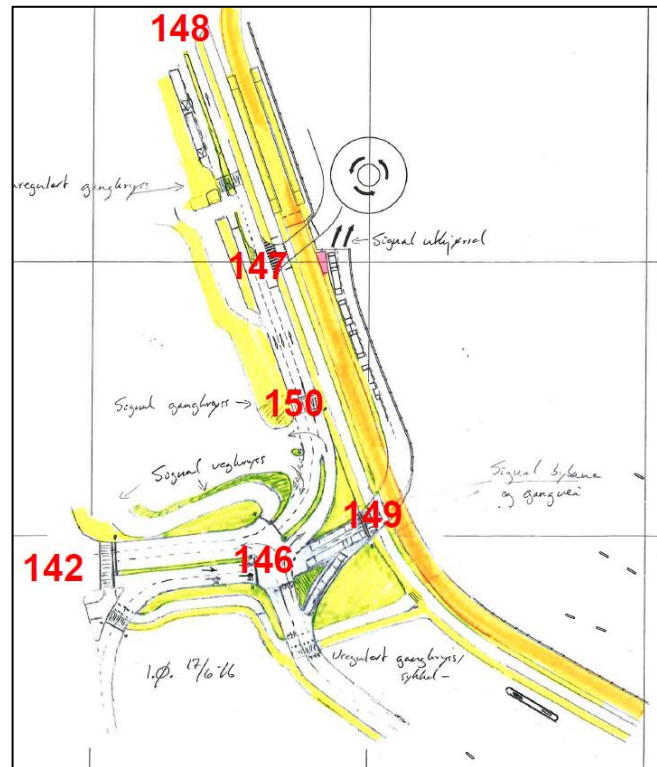 148
uregulert gangkryss
Signal utkjørsel
147
Signal gangkryss
150
Signal vegkryss
Signal bybane
og gangvei
149
142
146
I.Ø. 17/6-16
Uregulert gangkryss/
sykkel-